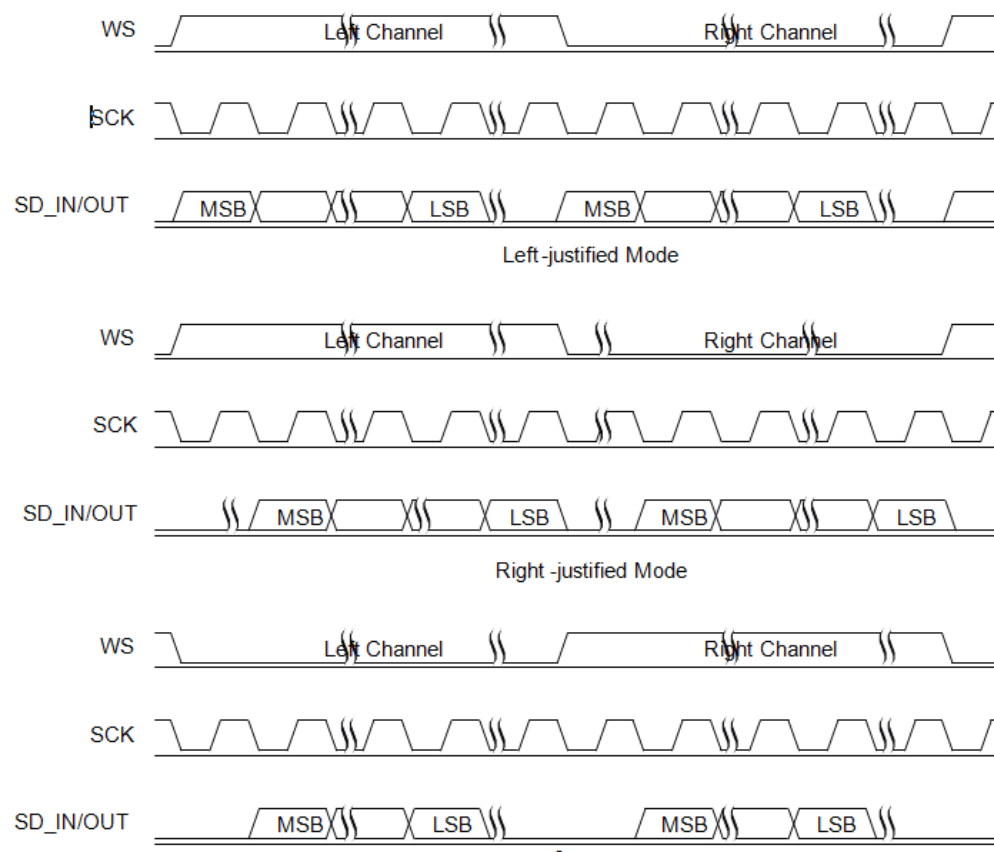 WS Left Channel Right Channel
SCK
SD_IN/OUT MSB LSB MSB LSB
Left-justified Mode
WS Left Channel Right Channel
SCK
SD_IN/OUT MSB LSB MSB LSB
Right -justified Mode
WS Left Channel Right Channel
SCK
SD_IN/OUT MSB LSB MSB LSB